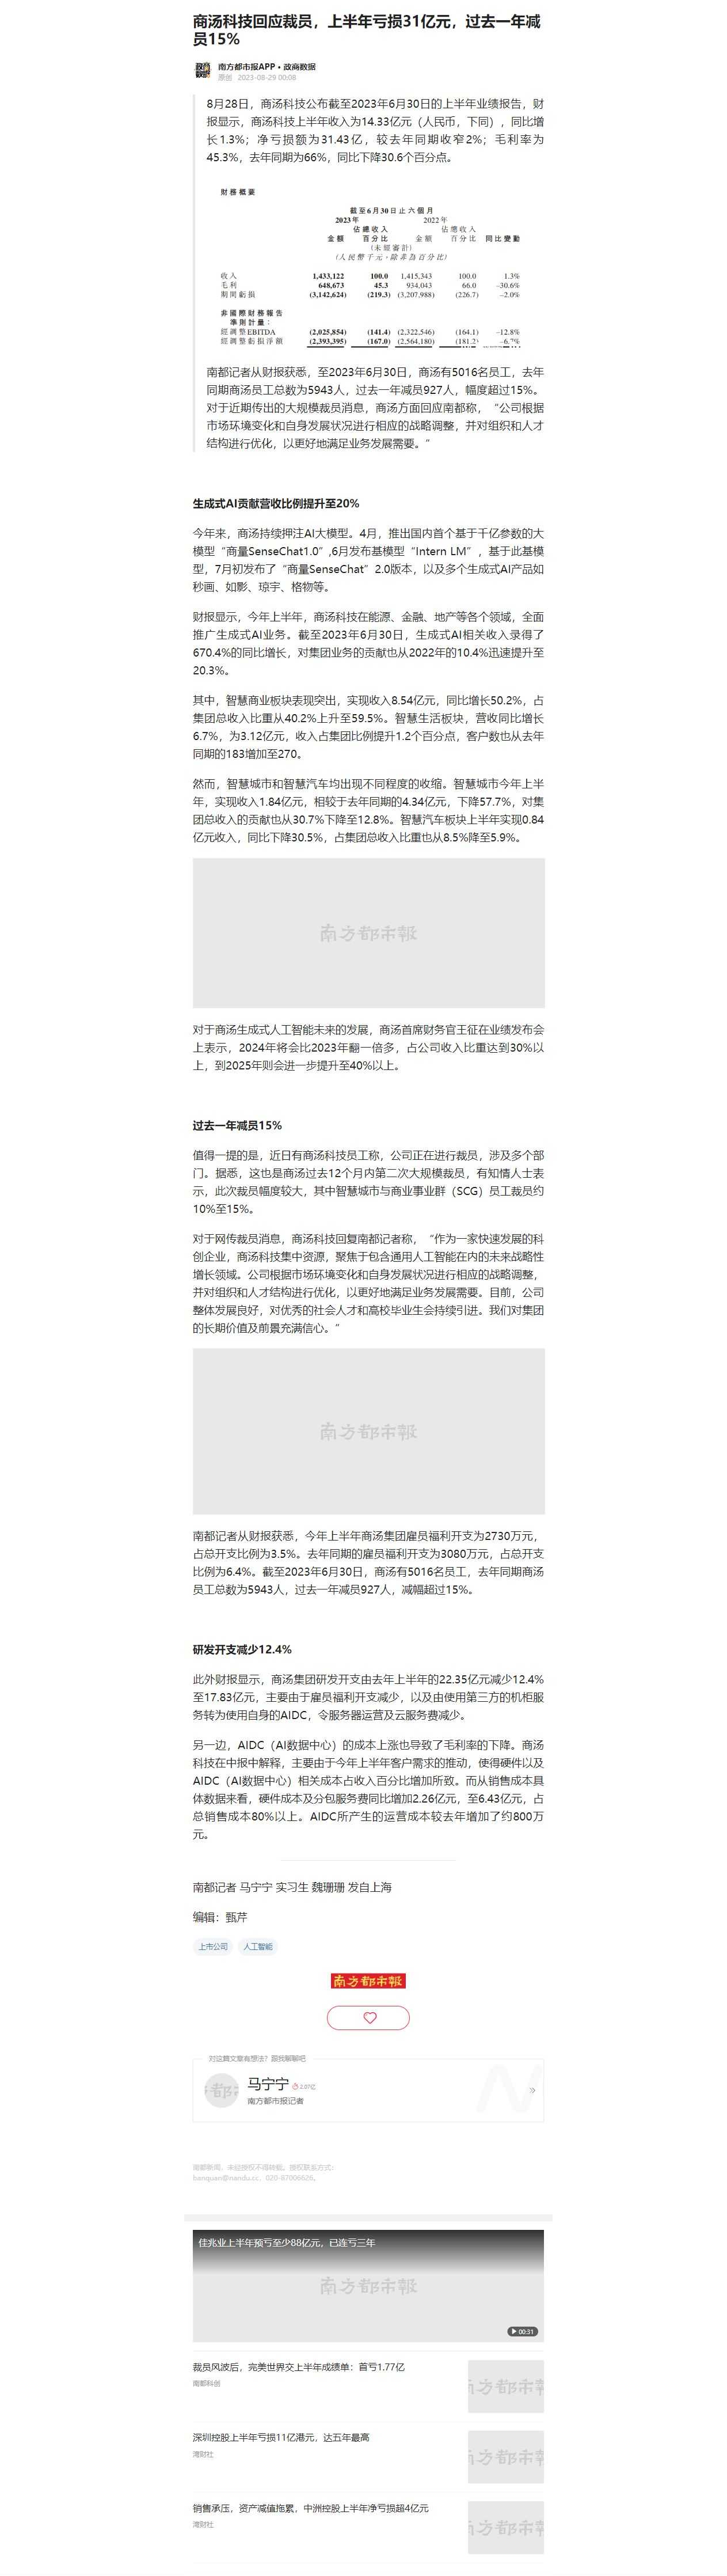 商汤科技回应裁员，上半年亏损31亿元，过去一年减
员15%
南方都市报APP • 政商数据
原创 2023-08-29 00:08
8月28日，商汤科技公布截至2023年6月30日的上半年业绩报告，财
报显示，商汤科技上半年收入为14.33亿元（人民币，下同），同比增
长1.3%；净亏损额为31.43亿，较去年同期收窄2%；毛利率为
45.3%，去年同期为66%，同比下降30.6个百分点。
財務概要
截至6月30日止六個月
2023年 2022年
佔總收入 佔總收入
金額 百分比 金額 百分比 同比變動
（未經審計）
（人民幣千元，除非為百分比）
收入 1,433,122 100.0 1,415,343 100.0 1.3%
毛利 648,673 45.3 934,043 66.0 –30.6%
期間虧損 (3,142,624) (219.3) (3,207,988) (226.7) –2.0%
非國際財務報告
準則計量：
經調整EBITDA (2,025,854) (141.4) (2,322,546) (164.1) –12.8%
經調整虧損淨額 (2,393,395) (167.0) (2,564,180) (181.2) –6.7%
南都记者从财报获悉，至2023年6月30日，商汤有5016名员工，去年
同期商汤员工总数为5943人，过去一年减员927人，幅度超过15%。
对于近期传出的大规模裁员消息，商汤方面回应南都称，“公司根据
市场环境变化和自身发展状况进行相应的战略调整，并对组织和人才
结构进行优化，以更好地满足业务发展需要。”
生成式AI贡献营收比例提升至20%
今年来，商汤持续押注AI大模型。4月，推出国内首个基于千亿参数的大
模型“商量SenseChat1.0”,6月发布基模型“Intern LM”，基于此基模
型，7月初发布了“商量SenseChat”2.0版本，以及多个生成式AI产品如
秒画、如影、琼宇、格物等。
财报显示，今年上半年，商汤科技在能源、金融、地产等各个领域，全面
推广生成式AI业务。截至2023年6月30日，生成式AI相关收入录得了
670.4%的同比增长，对集团业务的贡献也从2022年的10.4%迅速提升至
20.3%。
其中，智慧商业板块表现突出，实现收入8.54亿元，同比增长50.2%，占
集团总收入比重从40.2%上升至59.5%。智慧生活板块，营收同比增长
6.7%，为3.12亿元，收入占集团比例提升1.2个百分点，客户数也从去年
同期的183增加至270。
然而，智慧城市和智慧汽车均出现不同程度的收缩。智慧城市今年上半
年，实现收入1.84亿元，相较于去年同期的4.34亿元，下降57.7%，对集
团总收入的贡献也从30.7%下降至12.8%。智慧汽车板块上半年实现0.84
亿元收入，同比下降30.5%，占集团总收入比重也从8.5%降至5.9%。
南方都市報
对于商汤生成式人工智能未来的发展，商汤首席财务官王征在业绩发布会
上表示，2024年将会比2023年翻一倍多，占公司收入比重达到30%以
上，到2025年则会进一步提升至40%以上。
过去一年减员15%
值得一提的是，近日有商汤科技员工称，公司正在进行裁员，涉及多个部
门。据悉，这也是商汤过去12个月内第二次大规模裁员，有知情人士表
示，此次裁员幅度较大，其中智慧城市与商业事业群（SCG）员工裁员约
10%至15%。
对于网传裁员消息，商汤科技回复南都记者称，“作为一家快速发展的科
创企业，商汤科技集中资源，聚焦于包含通用人工智能在内的未来战略性
增长领域。公司根据市场环境变化和自身发展状况进行相应的战略调整，
并对组织和人才结构进行优化，以更好地满足业务发展需要。目前，公司
整体发展良好，对优秀的社会人才和高校毕业生会持续引进。我们对集团
的长期价值及前景充满信心。”
南方都市報
南都记者从财报获悉，今年上半年商汤集团雇员福利开支为2730万元，
占总开支比例为3.5%。去年同期的雇员福利开支为3080万元，占总开支
比例为6.4%。截至2023年6月30日，商汤有5016名员工，去年同期商汤
员工总数为5943人，过去一年减员927人，减幅超过15%。
研发开支减少12.4%
此外财报显示，商汤集团研发开支由去年上半年的22.35亿元减少12.4%
至17.83亿元，主要由于雇员福利开支减少，以及由使用第三方的机柜服
务转为使用自身的AIDC，令服务器运营及云服务费减少。
另一边，AIDC（AI数据中心）的成本上涨也导致了毛利率的下降。商汤
科技在中报中解释，主要由于今年上半年客户需求的推动，使得硬件以及
AIDC（AI数据中心）相关成本占收入百分比增加所致。而从销售成本具
体数据来看，硬件成本及分包服务费同比增加2.26亿元，至6.43亿元，占
总销售成本80%以上。AIDC所产生的运营成本较去年增加了约800万
元。
南都记者 马宁宁 实习生 魏珊珊 发自上海
编辑：甄芹
上市公司 人工智能
南方都市報
对这篇文章有想法？跟我聊聊吧
马宁宁 2.87亿
南方都市报记者
南都新闻，未经授权不得转载。授权联系方式：
banquan@nandu.cc，020-87006626。
佳兆业上半年预亏至少88亿元，已连亏三年
南方都市報
00:31
裁员风波后，完美世界交上半年成绩单：首亏1.77亿
南都科创
深圳控股上半年亏损11亿港元，达五年最高
湾财社
销售承压，资产减值拖累，中洲控股上半年净亏损超4亿元
湾财社